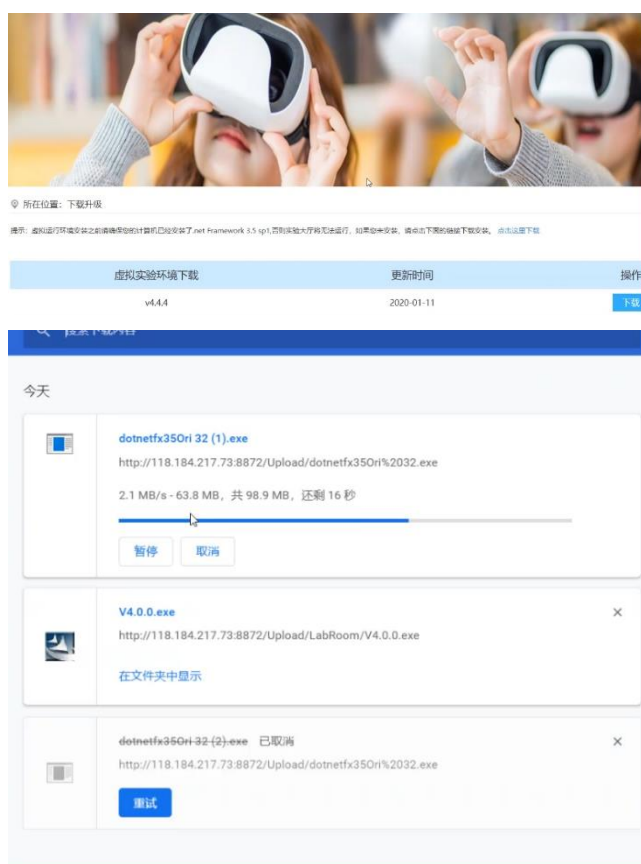 所在位置：下载升级
提示：虚拟运行环境安装之前请确保您的计算机已经安装了.net Framework 3.5 sp1,否则实验大厅将无法运行，如果您未安装，请点击下面的链接下载安装。 点击这里下载
虚拟实验环境下载 更新时间 操作
v4.4.4 2020-01-11 下载
搜索下载内容
今天
dotnetfx35Ori 32 (1).exe
http://118.184.217.73:8872/Upload/dotnetfx35Ori%2032.exe
2.1 MB/s - 63.8 MB，共 98.9 MB，还剩 16 秒
暂停 取消
V4.0.0.exe
http://118.184.217.73:8872/Upload/LabRoom/V4.0.0.exe
在文件夹中显示
dotnetfx35Ori 32 (2).exe 已取消
http://118.184.217.73:8872/Upload/dotnetfx35Ori%2032.exe
重试